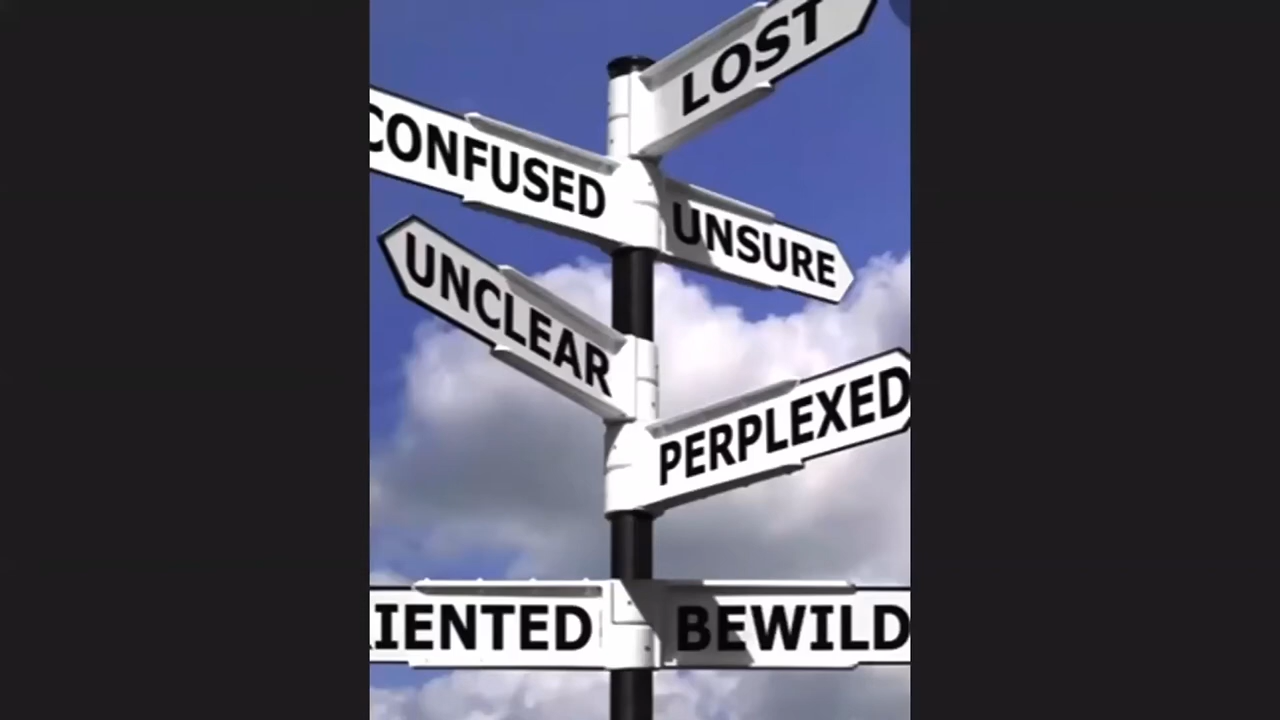 LOST
CONFUSED
UNSURE
UNCLEAR
PERPLEXED
IENTED
BEWILD